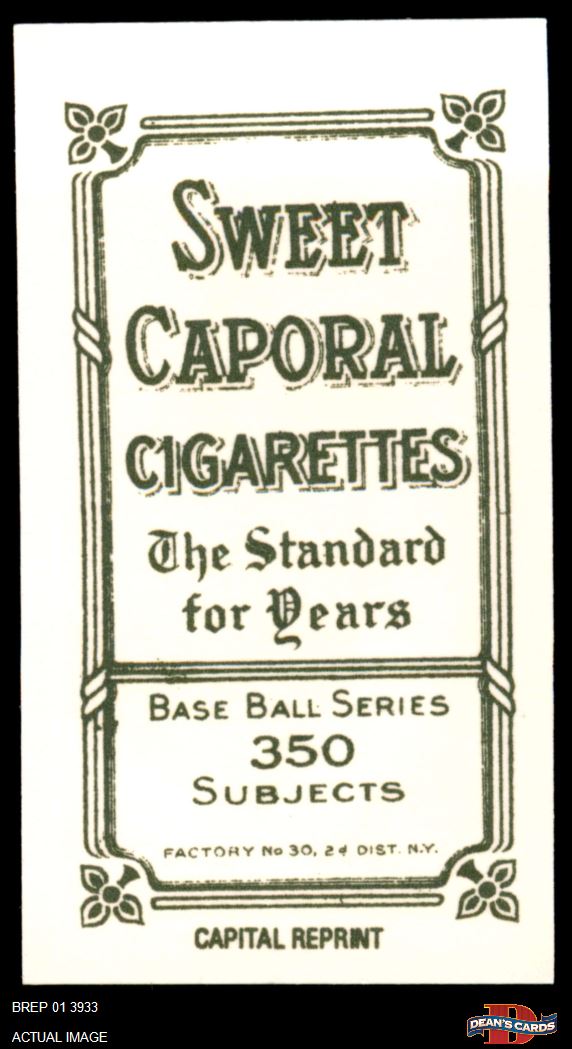 SWEET
CAPORAL
CIGARETTES
The Standard
for Years
BASE BALL SERIES
350
SUBJECTS
FACTORY No 30, 2d DIST. N.Y.
CAPITAL REPRINT
BREP 01 3933
ACTUAL IMAGE
D
DEAN'S CARDS